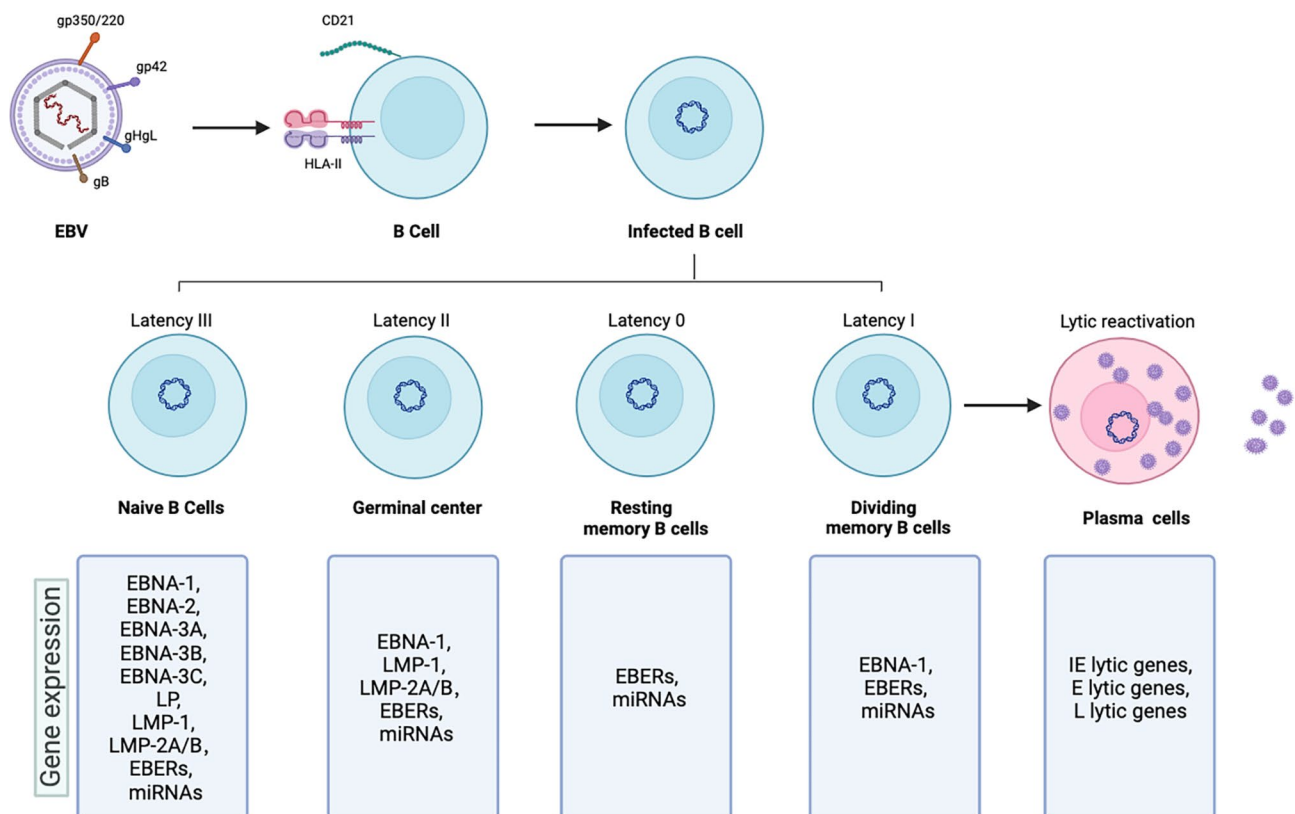 gp350/220
gp42
gHgL
gB
CD21
HLA-II
EBV
B Cell
Infected B cell
Latency III
Latency II
Latency 0
Latency I
Lytic reactivation
Naive B Cells
Germinal center
Resting
memory B cells
Dividing
memory B cells
Plasma cells
Gene expression
EBNA-1,
EBNA-2,
EBNA-3A,
EBNA-3B,
EBNA-3C,
LP,
LMP-1,
LMP-2A/B,
EBERs,
miRNAs
EBNA-1,
LMP-1,
LMP-2A/B,
EBERs,
miRNAs
EBERs,
miRNAs
EBNA-1,
EBERs,
miRNAs
IE lytic genes,
E lytic genes,
L lytic genes